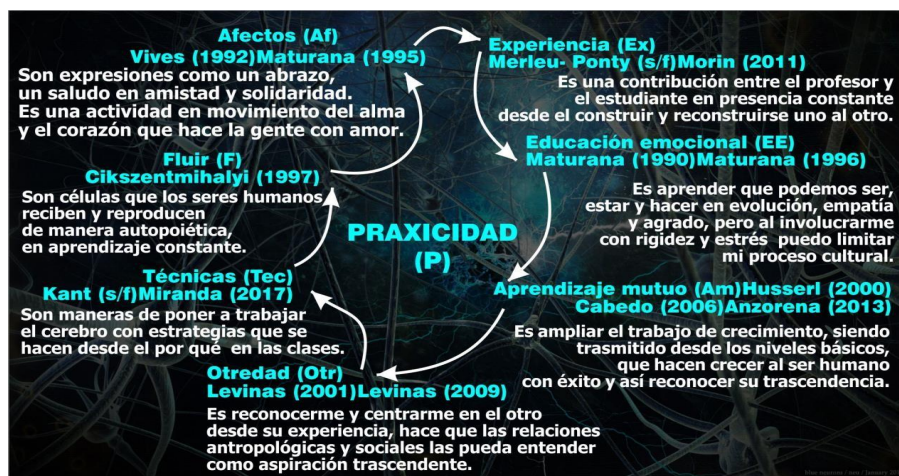 Afectos (Af)
Vives (1992)Maturana (1995)
Son expresiones como un abrazo,
un saludo en amistad y solidaridad.
Es una actividad en movimiento del alma
y el corazón que hace la gente con amor.
Experiencia (Ex)
Merleu- Ponty (s/f)Morin (2011)
Es una contribución entre el profesor y
el estudiante en presencia constante
desde el construir y reconstruirse uno al otro.
Educación emocional (EE)
Maturana (1990)Maturana (1996)
Es aprender que podemos ser,
estar y hacer en evolución, empatía
y agrado, pero al involucrarme
con rigidez y estrés puedo limitar
mi proceso cultural.
Aprendizaje mutuo (Am)Husserl (2000)
Cabedo (2006)Anzorena (2013)
Es ampliar el trabajo de crecimiento, siendo
trasmitido desde los niveles básicos,
que hacen crecer al ser humano
con éxito y así reconocer su trascendencia.
Otredad (Otr)
Levinas (2001)Levinas (2009)
Es reconocerme y centrarme en el otro
desde su experiencia, hace que las relaciones
antropológicas y sociales las pueda entender
como aspiración trascendente.
Técnicas (Tec)
Kant (s/f)Miranda (2017)
Son maneras de poner a trabajar
el cerebro con estrategias que se
hacen desde el por qué en las clases.
Fluir (F)
Cikszentmihalyi (1997)
Son células que los seres humanos
reciben y reproducen
de manera autopoiética,
en aprendizaje constante.
PRAXICIDAD
(P)